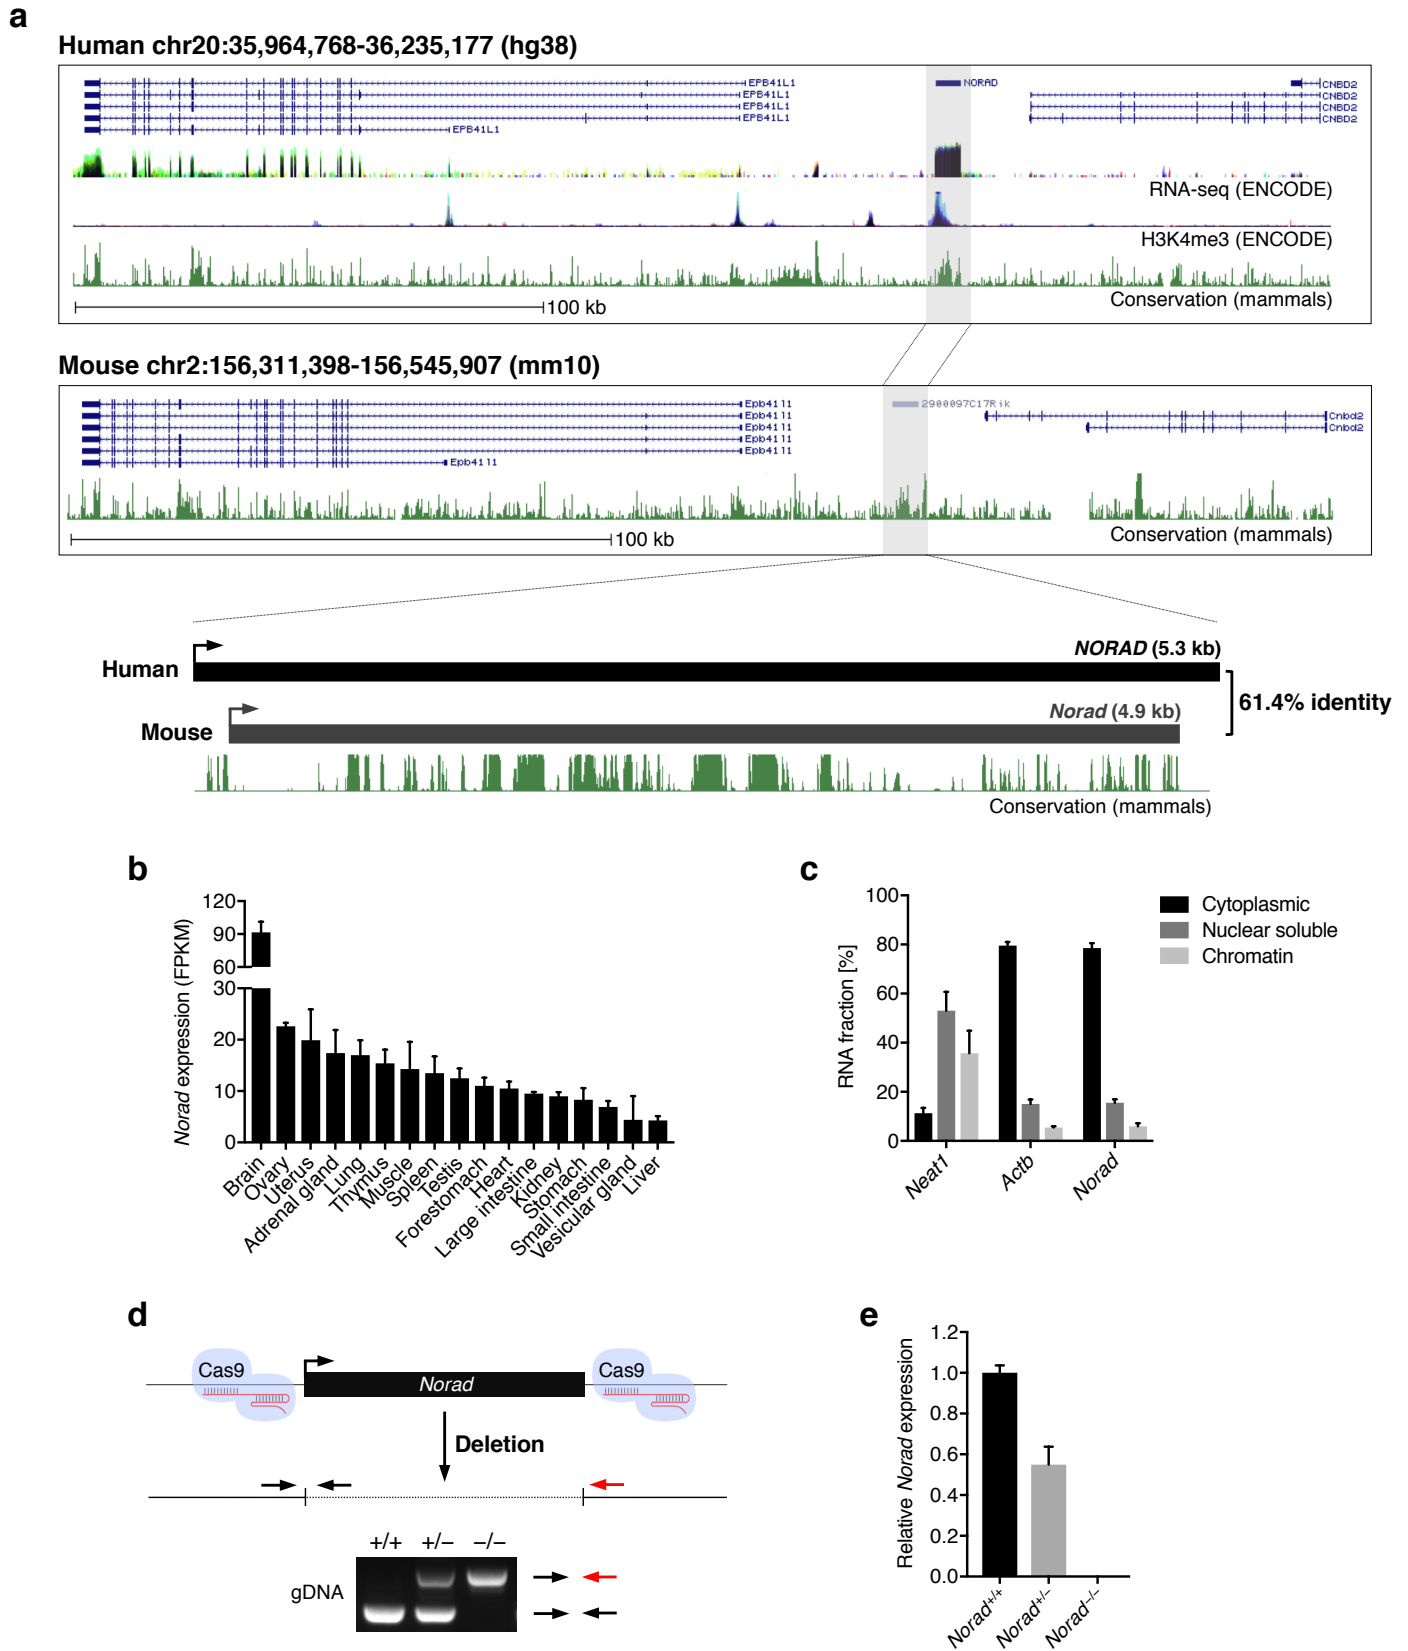 a
Human chr20:35,964,768-36,235,177 (hg38)
EPB41L1 NORAD CNBD2
EPB41L1 CNBD2
EPB41L1 CNBD2
EPB41L1 CNBD2
EPB41L1
RNA-seq (ENCODE)
H3K4me3 (ENCODE)
Conservation (mammals)
100 kb
Mouse chr2:156,311,398-156,545,907 (mm10)
Epb41l1 2900097C17Rik
Epb41l1 Cnbd2
Epb41l1 Cnbd2
Epb41l1
Epb41l1
Epb41l1
Conservation (mammals)
100 kb
NORAD (5.3 kb)
Human
61.4% identity
Norad (4.9 kb)
Mouse
Conservation (mammals)
b
Norad expression (FPKM)
120
90
60
30
20
10
0
Brain
Ovary
Uterus
Adrenal gland
Lung
Thymus
Muscle
Spleen
Testis
Forestomach
Heart
Large intestine
Kidney
Stomach
Small intestine
Vesicular gland
Liver
c
RNA fraction [%]
100
80
60
40
20
0
Neat1
Actb
Norad
Cytoplasmic
Nuclear soluble
Chromatin
d
Cas9 Cas9
Norad
Deletion
+/+ +/− −/−
gDNA
e
Relative Norad expression
1.2
1.0
0.8
0.6
0.4
0.2
0.0
Norad+/+
Norad+/−
Norad−/−